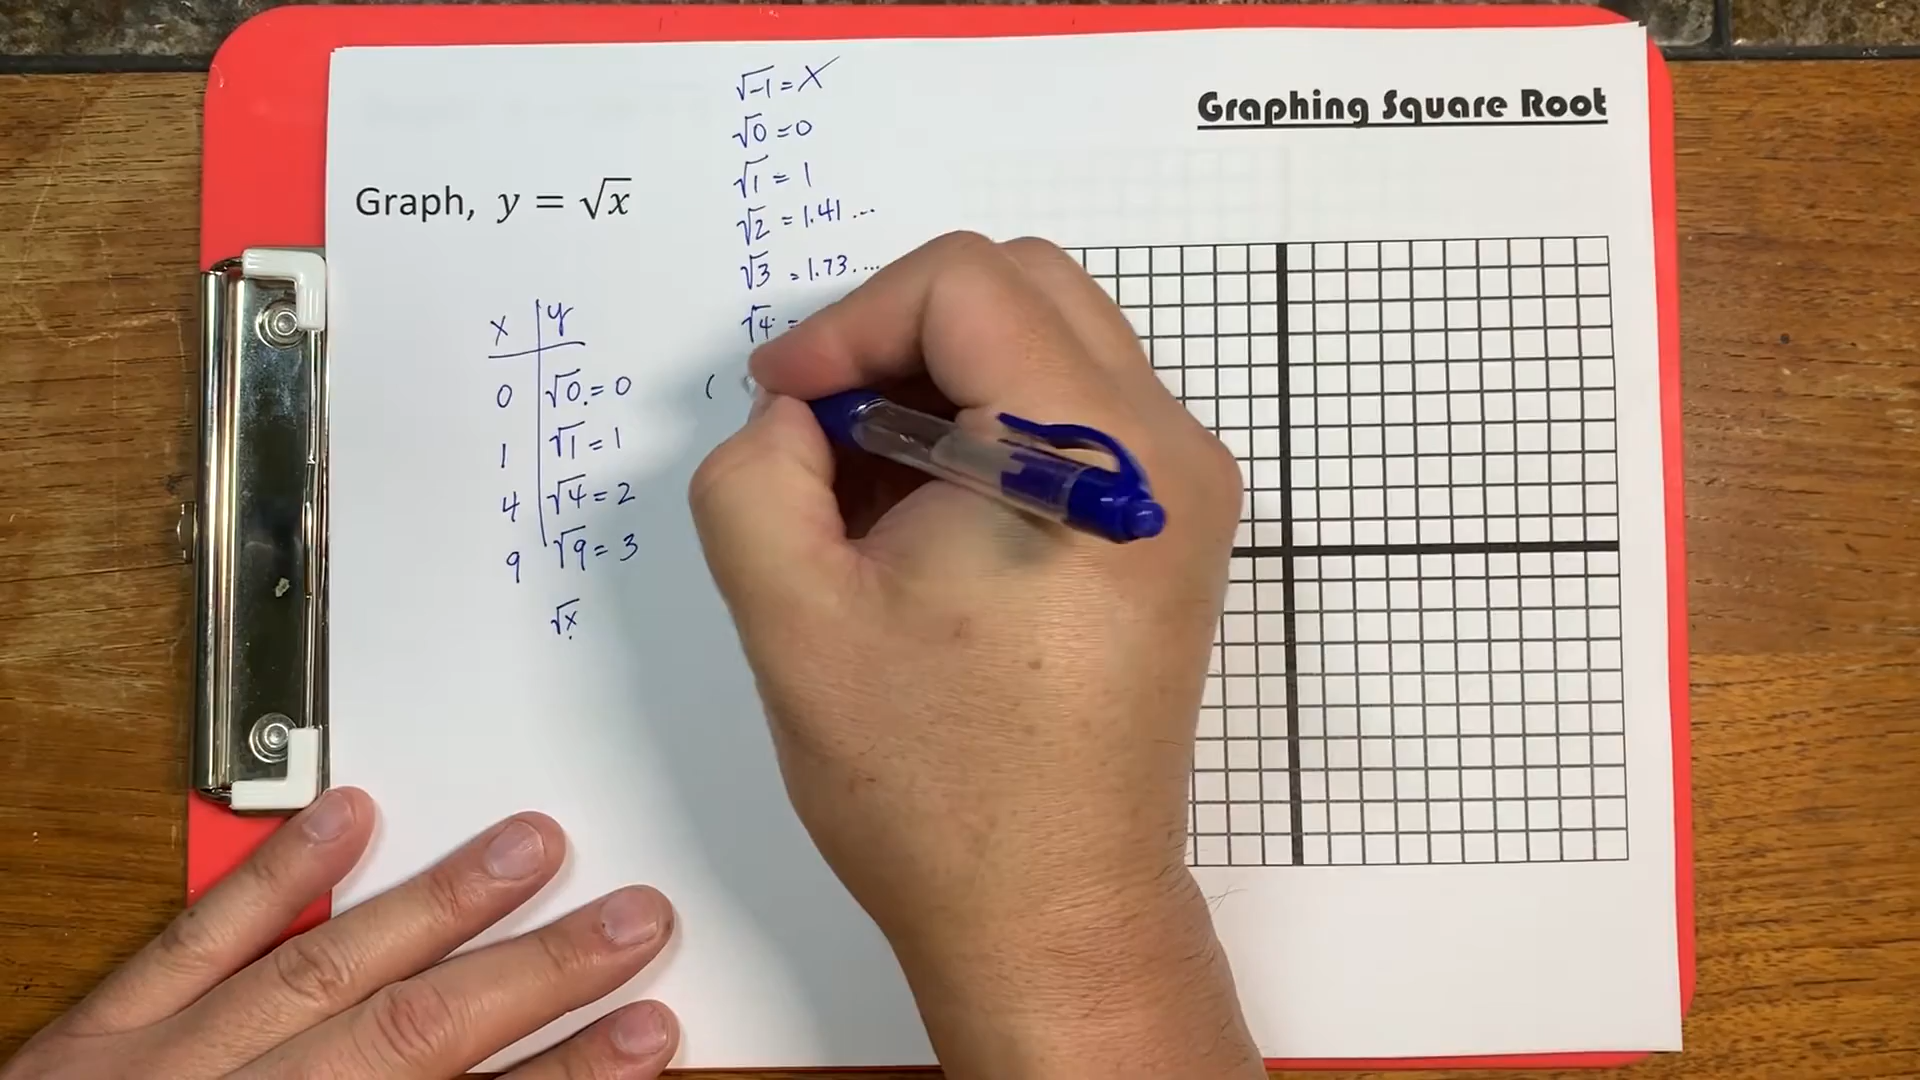 Graphing Square Root
Graph, y = √x
√-1 = X
√0 = 0
√1 = 1
√2 = 1.41 ...
√3 = 1.73 ...
√4 =
x y
0 √0 = 0
1 √1 = 1
4 √4 = 2
9 √9 = 3
√x
(